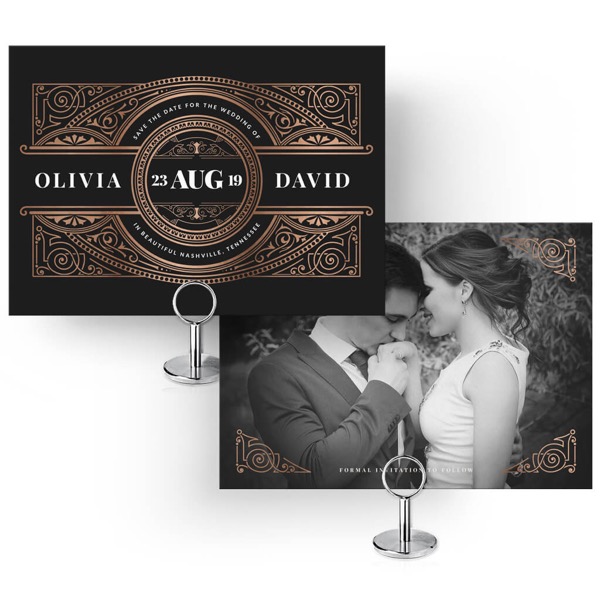 SAVE THE DATE FOR THE WEDDING OF
OLIVIA 23 AUG 19 DAVID
IN BEAUTIFUL NASHVILLE, TENNESSEE
FORMAL INVITATION TO FOLLOW